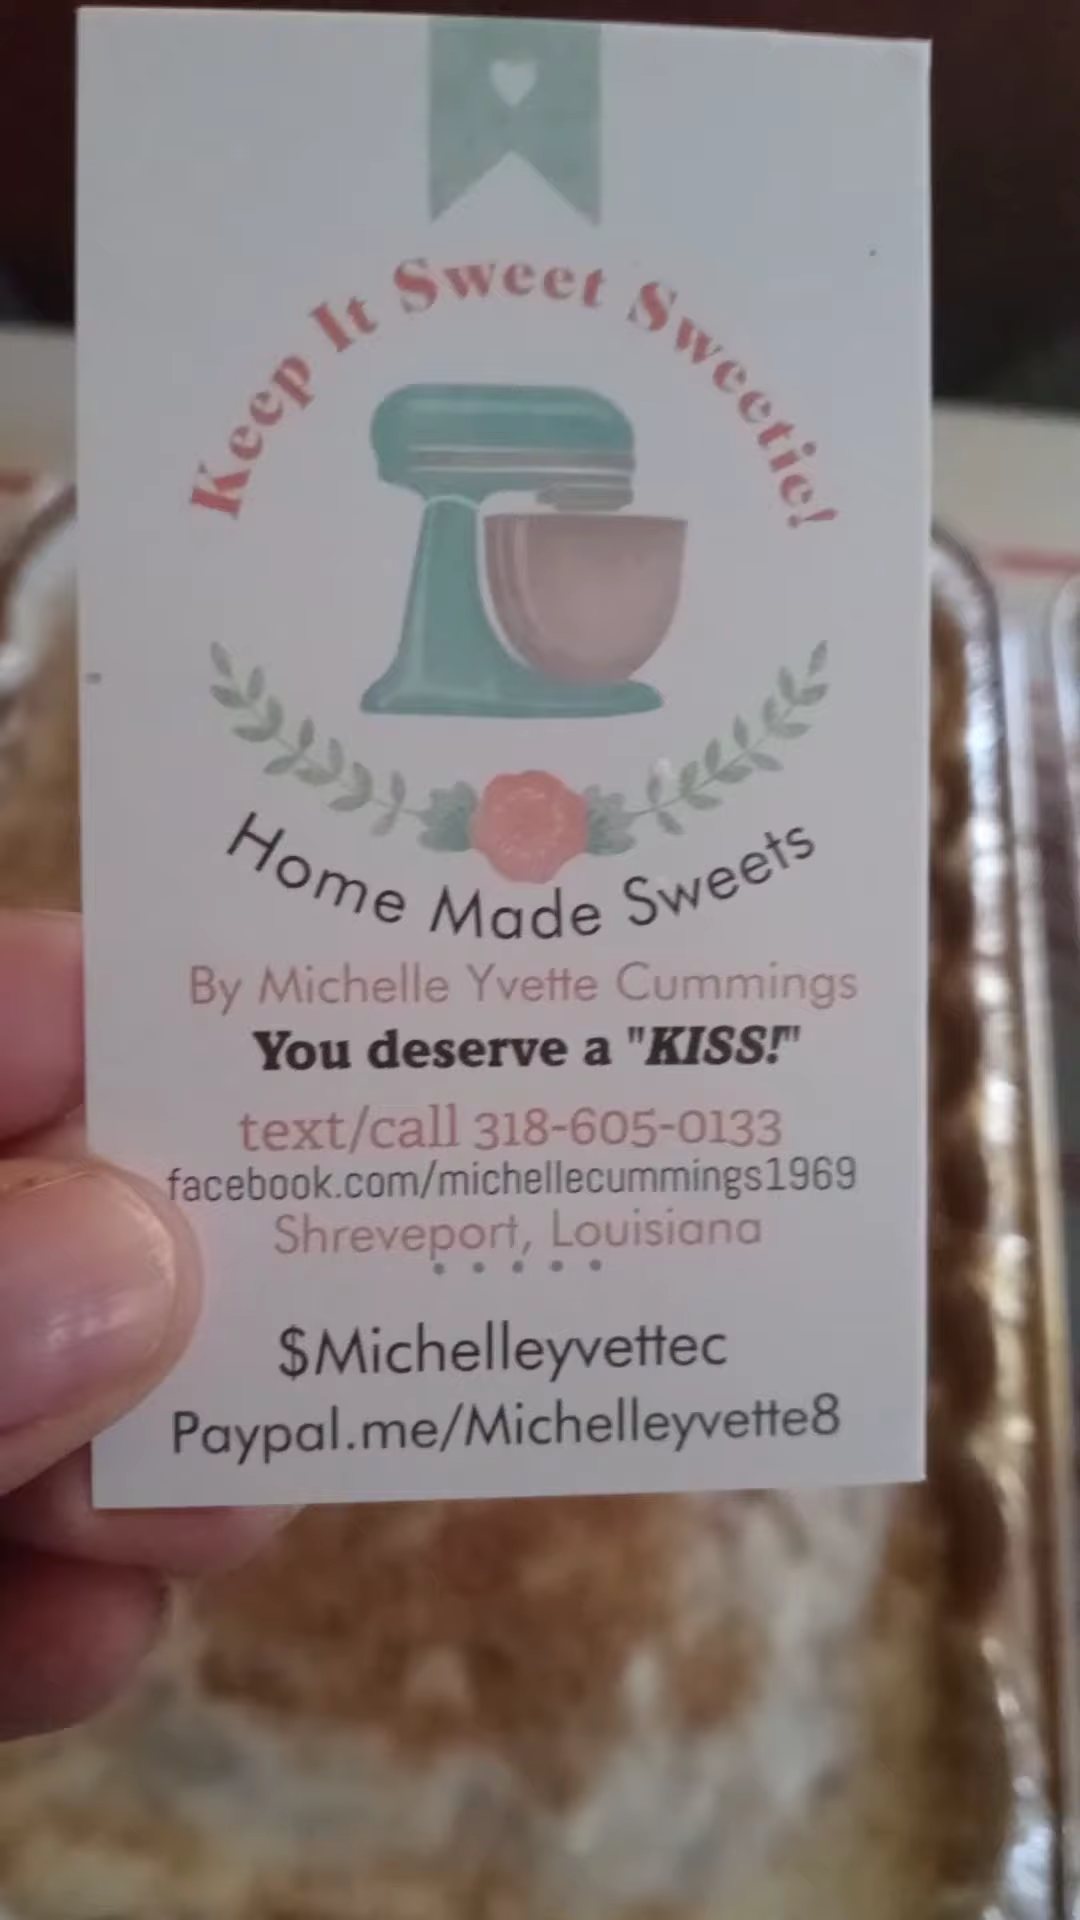 Keep It Sweet Sweetie!
Home Made Sweets
By Michelle Yvette Cummings
You deserve a "KISS!"
text/call 318-605-0133
facebook.com/michellecummings1969
Shreveport, Louisiana
$Michelleyvettec
Paypal.me/Michelleyvette8